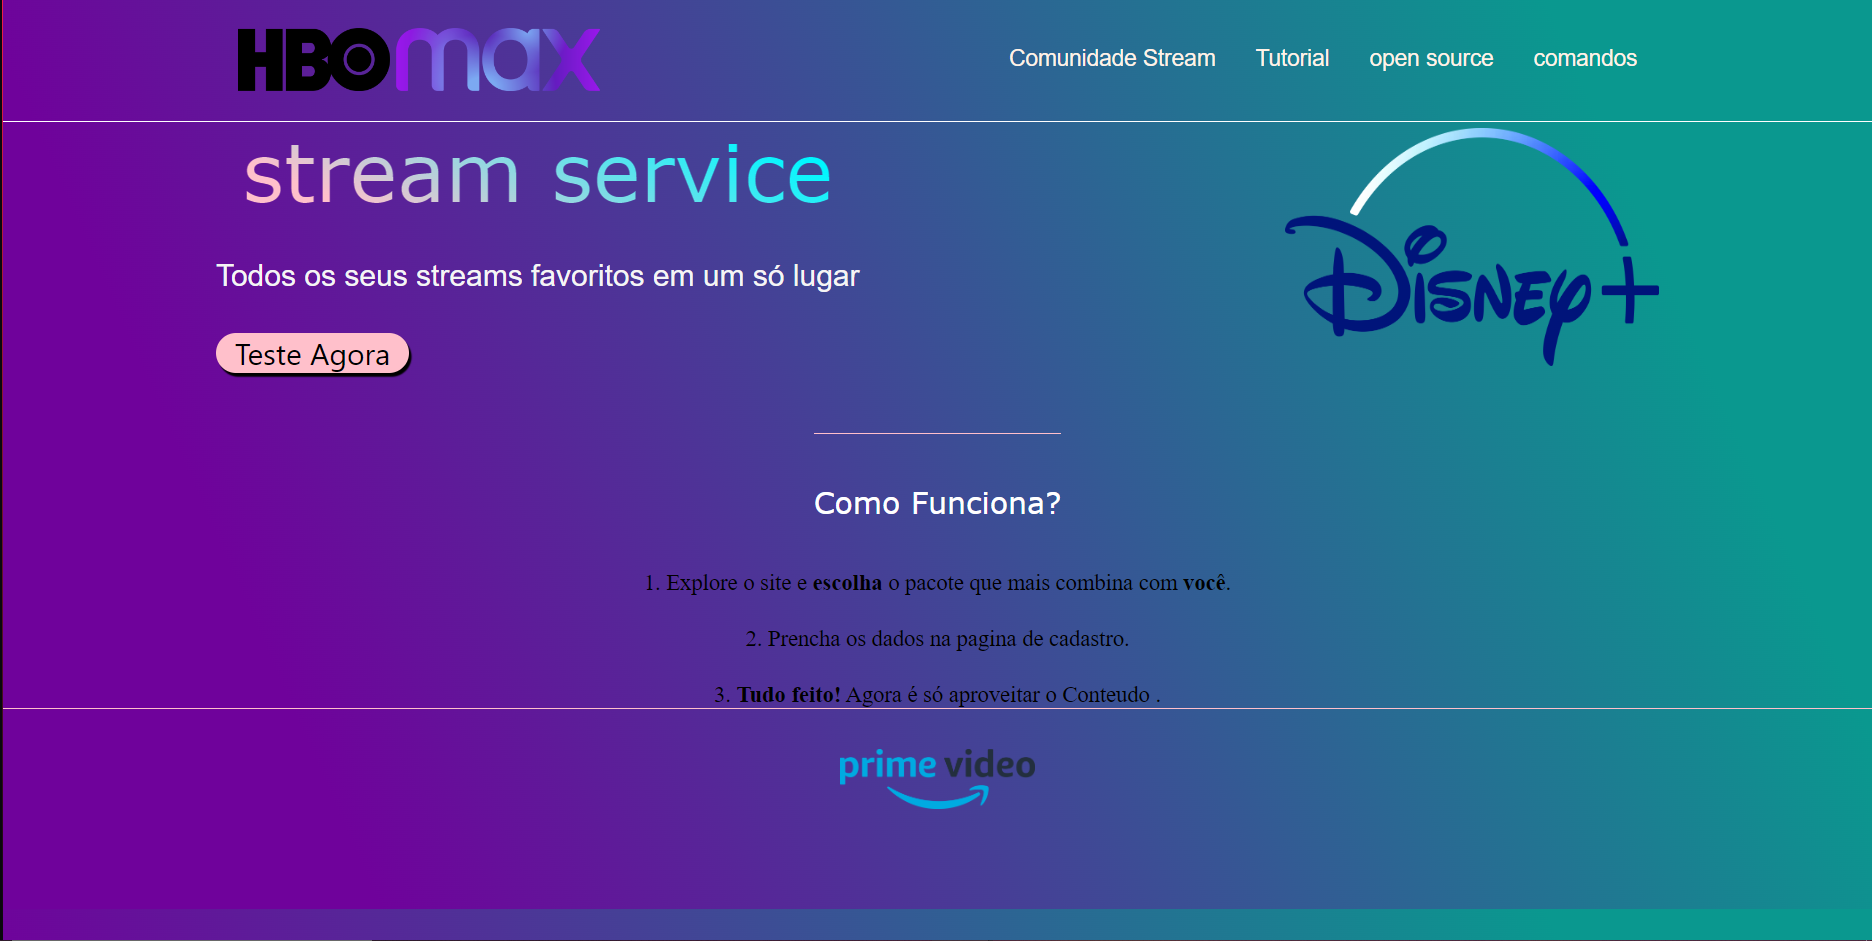 HBOmax
Comunidade Stream Tutorial open source comandos
stream service
Disney+
Todos os seus streams favoritos em um só lugar
Teste Agora
Como Funciona?
1. Explore o site e escolha o pacote que mais combina com você.
2. Prencha os dados na pagina de cadastro.
3. Tudo feito! Agora é só aproveitar o Conteudo .
prime video